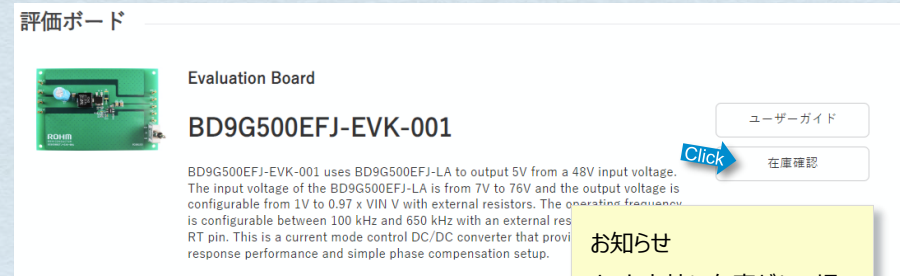 評価ボード
Evaluation Board
BD9G500EFJ-EVK-001
ユーザーガイド
Click
在庫確認
ROHM
BD9G500EFJ-EVK-001 uses BD9G500EFJ-LA to output 5V from a 48V input voltage.
The input voltage of the BD9G500EFJ-LA is from 7V to 76V and the output voltage is
configurable from 1V to 0.97 x VIN V with external resistors. The operating frequency
is configurable between 100 kHz and 650 kHz with an external res
RT pin. This is a current mode control DC/DC converter that provi
response performance and simple phase compensation setup.
お知らせ